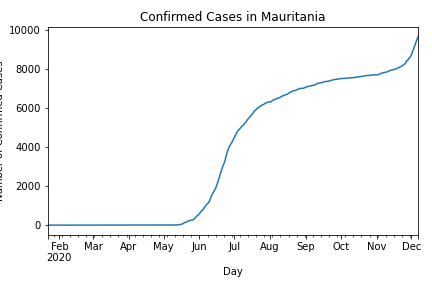 Confirmed Cases in Mauritania
10000
8000
6000
4000
2000
0
Number of Confirmed Cases
Feb Mar Apr May Jun Jul Aug Sep Oct Nov Dec
2020
Day